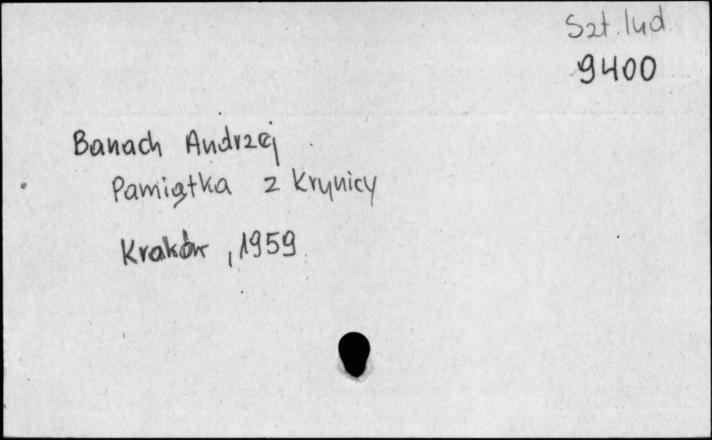 Szt. lud.
9400
Banach Andrzej
Pamiątka z Krynicy
Kraków, 1959